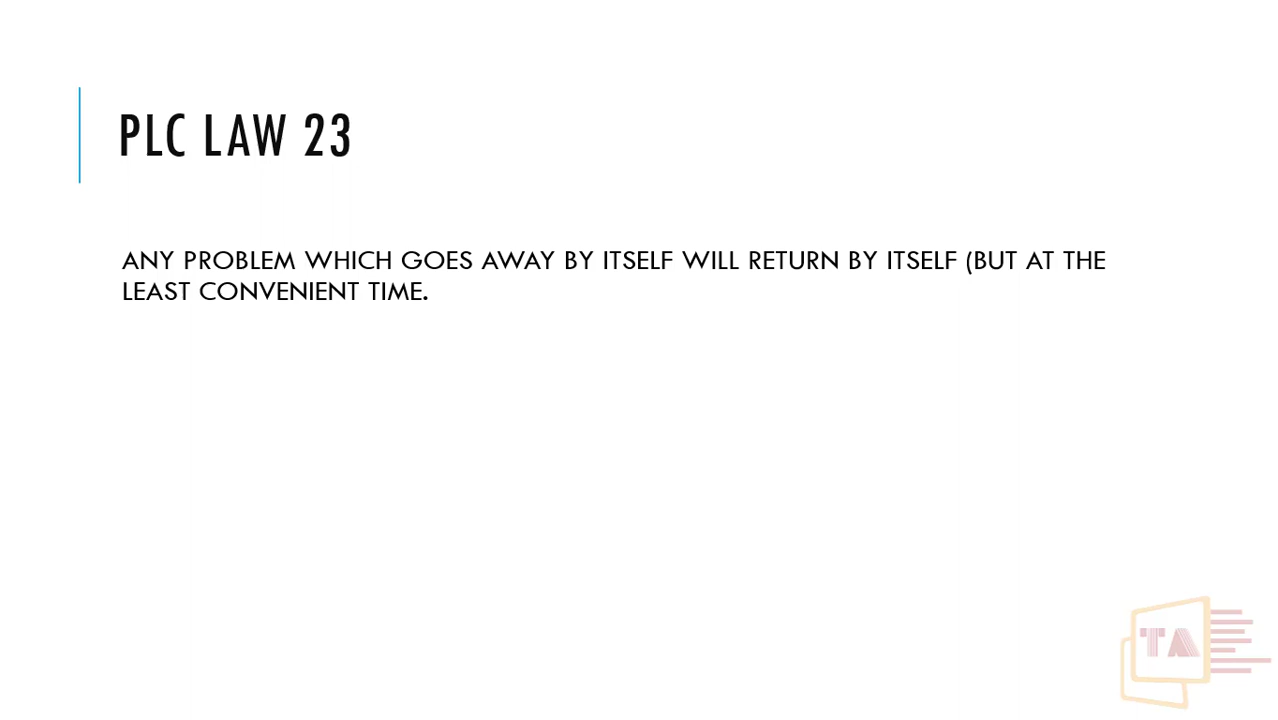 PLC LAW 23
ANY PROBLEM WHICH GOES AWAY BY ITSELF WILL RETURN BY ITSELF (BUT AT THE
LEAST CONVENIENT TIME.
TA